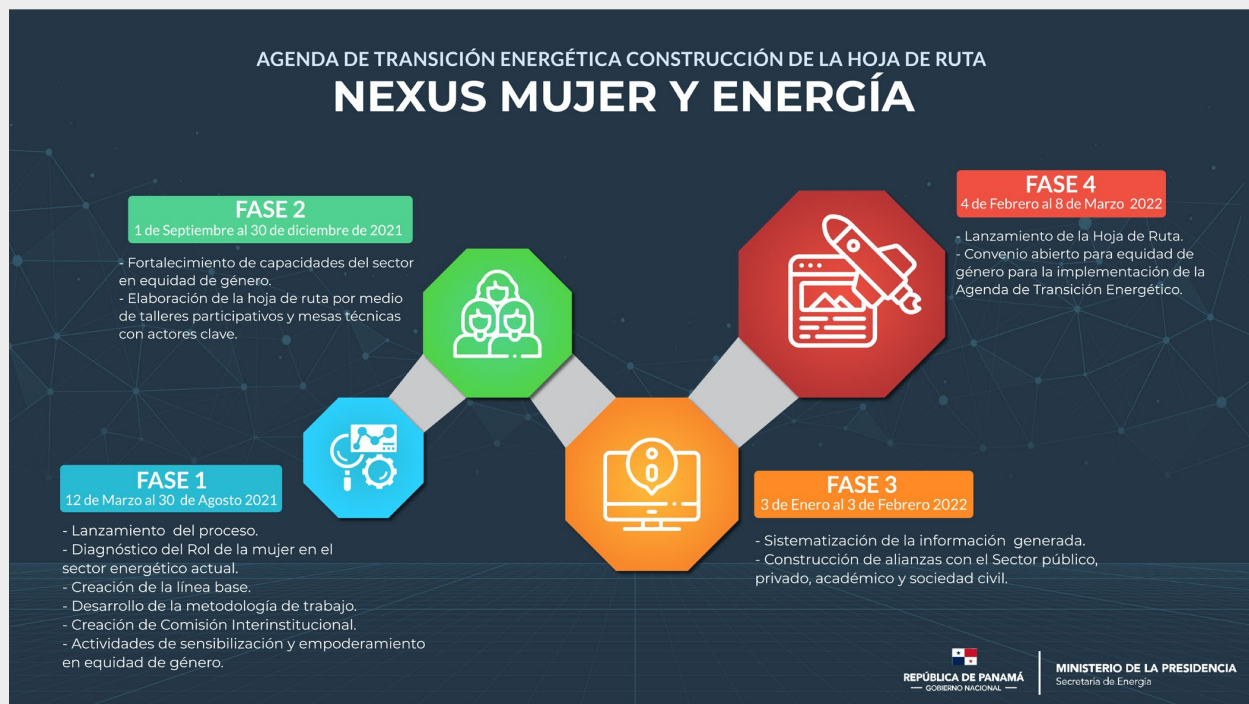 AGENDA DE TRANSICIÓN ENERGÉTICA CONSTRUCCIÓN DE LA HOJA DE RUTA
NEXUS MUJER Y ENERGÍA
FASE 1
12 de Marzo al 30 de Agosto 2021
- Lanzamiento del proceso.
- Diagnóstico del Rol de la mujer en el
sector energético actual.
- Creación de la línea base.
- Desarrollo de la metodología de trabajo.
- Creación de Comisión Interinstitucional.
- Actividades de sensibilización y empoderamiento
en equidad de género.
FASE 2
1 de Septiembre al 30 de diciembre de 2021
- Fortalecimiento de capacidades del sector
en equidad de género.
- Elaboración de la hoja de ruta por medio
de talleres participativos y mesas técnicas
con actores clave.
FASE 3
3 de Enero al 3 de Febrero 2022
- Sistematización de la información generada.
- Construcción de alianzas con el Sector público,
privado, académico y sociedad civil.
FASE 4
4 de Febrero al 8 de Marzo 2022
- Lanzamiento de la Hoja de Ruta.
- Convenio abierto para equidad de
género para la implementación de la
Agenda de Transición Energético.
REPÚBLICA DE PANAMÁ
— GOBIERNO NACIONAL —
MINISTERIO DE LA PRESIDENCIA
Secretaría de Energía